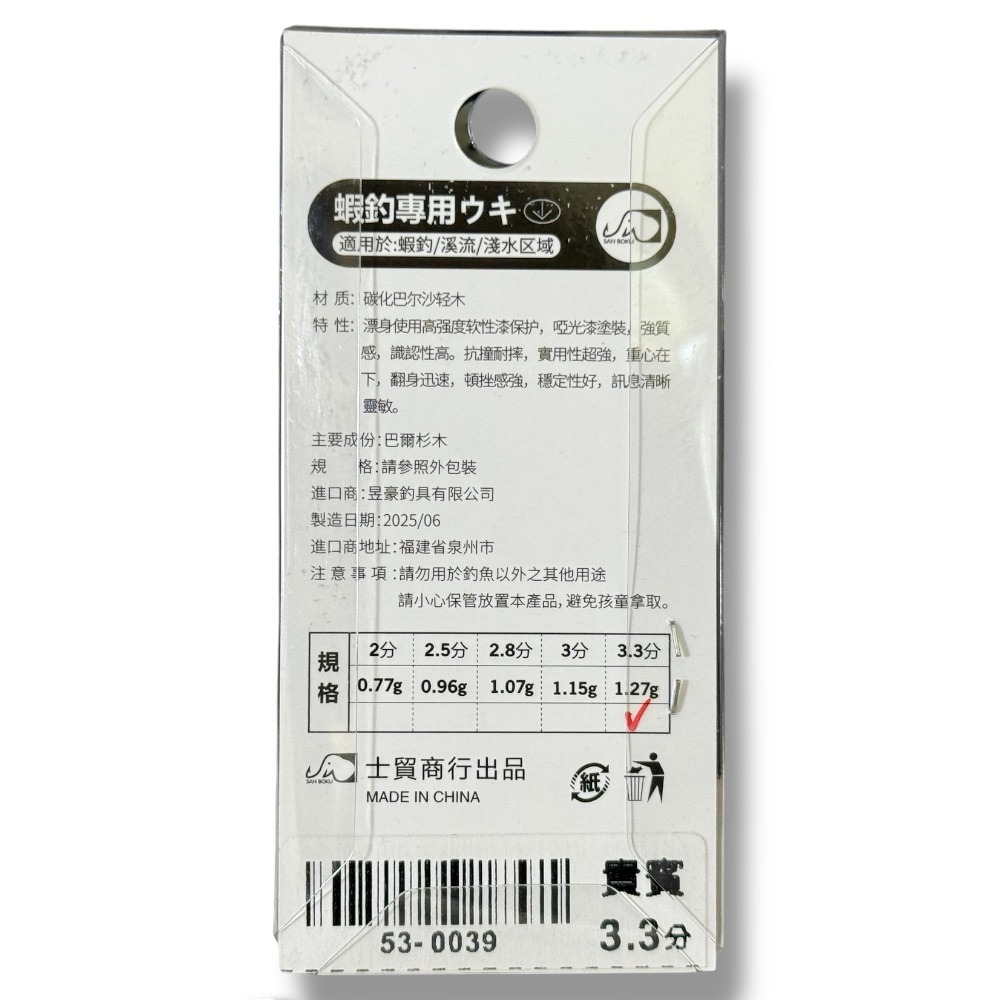 蝦釣專用ウキ
SAN BOKU
適用於:蝦釣/溪流/淺水区域
材 质: 碳化巴尔沙轻木
特 性: 漂身使用高强度软性漆保护, 啞光漆塗裝, 強質
感, 識認性高。抗撞耐摔, 實用性超強, 重心在
下, 翻身迅速, 頓挫感強, 穩定性好, 訊息清晰
靈敏。
主要成份:巴爾杉木
規 格:請參照外包裝
進口商:昱豪釣具有限公司
製造日期:2025/06
進口商地址:福建省泉州市
注 意 事 項 :請勿用於釣魚以外之其他用途
請小心保管放置本產品,避免孩童拿取。
規格 2分 2.5分 2.8分 3分 3.3分
0.77g 0.96g 1.07g 1.15g 1.27g
SAN BOKU
士貿商行出品
MADE IN CHINA
紙
貴賓
53-0039
3.3分